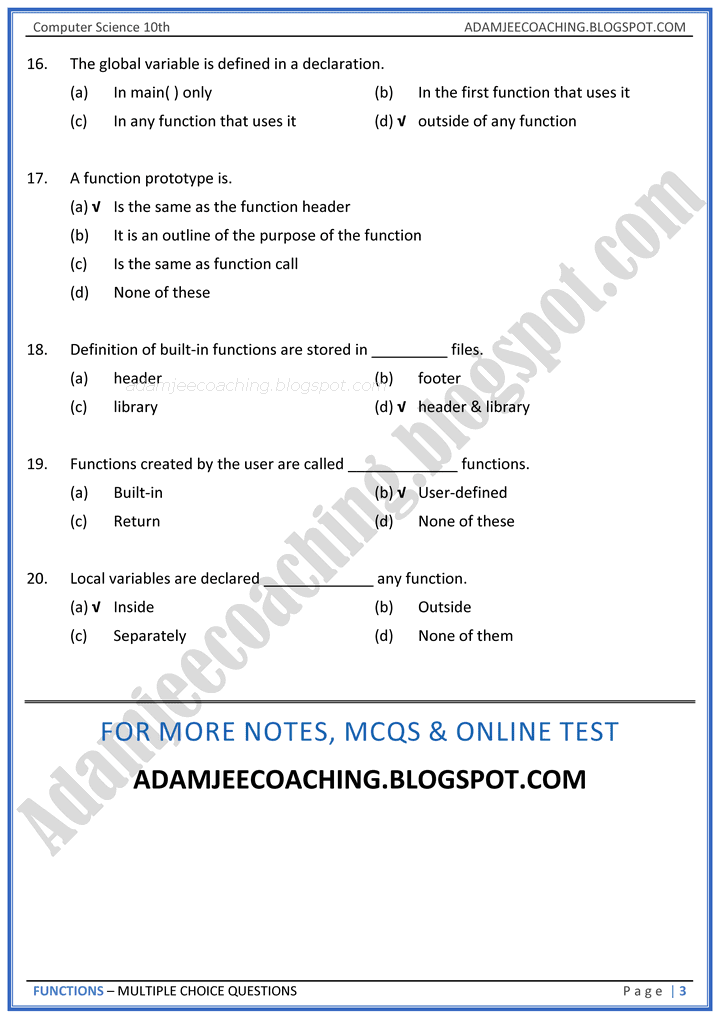 Computer Science 10th ADAMJEECOACHING.BLOGSPOT.COM
16. The global variable is defined in a declaration.
(a) In main( ) only (b) In the first function that uses it
(c) In any function that uses it (d) √ outside of any function
17. A function prototype is.
(a) √ Is the same as the function header
(b) It is an outline of the purpose of the function
(c) Is the same as function call
(d) None of these
18. Definition of built-in functions are stored in _________ files.
(a) header (b) footer
adamjeecoaching.blogspot.com
(c) library (d) √ header & library
19. Functions created by the user are called _____________ functions.
(a) Built-in (b) √ User-defined
(c) Return (d) None of these
20. Local variables are declared _____________ any function.
(a) √ Inside (b) Outside
(c) Separately (d) None of them
Adamjeecoaching.blogspot.com
FOR MORE NOTES, MCQS & ONLINE TEST
ADAMJEECOACHING.BLOGSPOT.COM
FUNCTIONS – MULTIPLE CHOICE QUESTIONS Page | 3